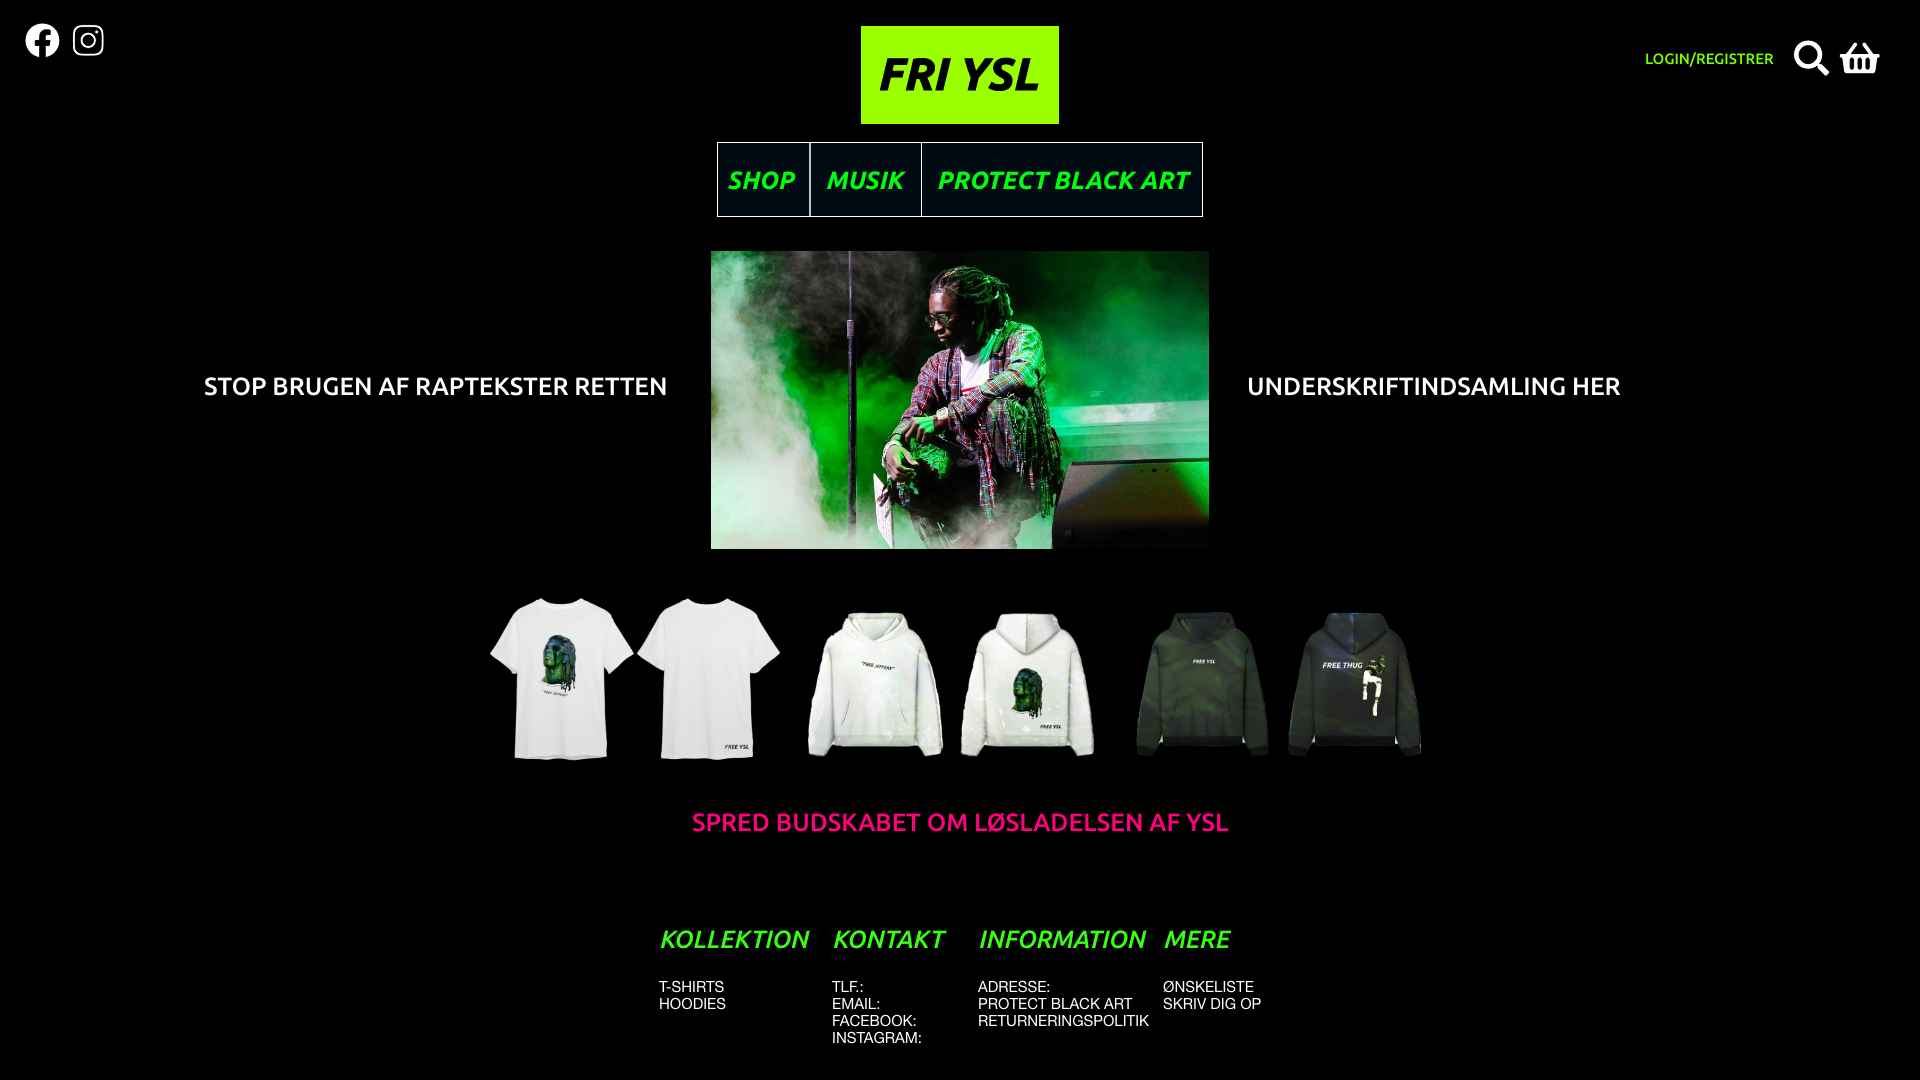 FRI YSL
LOGIN/REGISTRER
SHOP
MUSIK
PROTECT BLACK ART
STOP BRUGEN AF RAPTEKSTER RETTEN
UNDERSKRIFTINDSAMLING HER
"FREE JEFFERY"
FREE YSL
"FREE JEFFERY"
FREE YSL
FREE YSL
FREE THUG
SPRED BUDSKABET OM LØSLADELSEN AF YSL
KOLLEKTION
T-SHIRTS
HOODIES
KONTAKT
TLF.:
EMAIL:
FACEBOOK:
INSTAGRAM:
INFORMATION
ADRESSE:
PROTECT BLACK ART
RETURNERINGSPOLITIK
MERE
ØNSKELISTE
SKRIV DIG OP